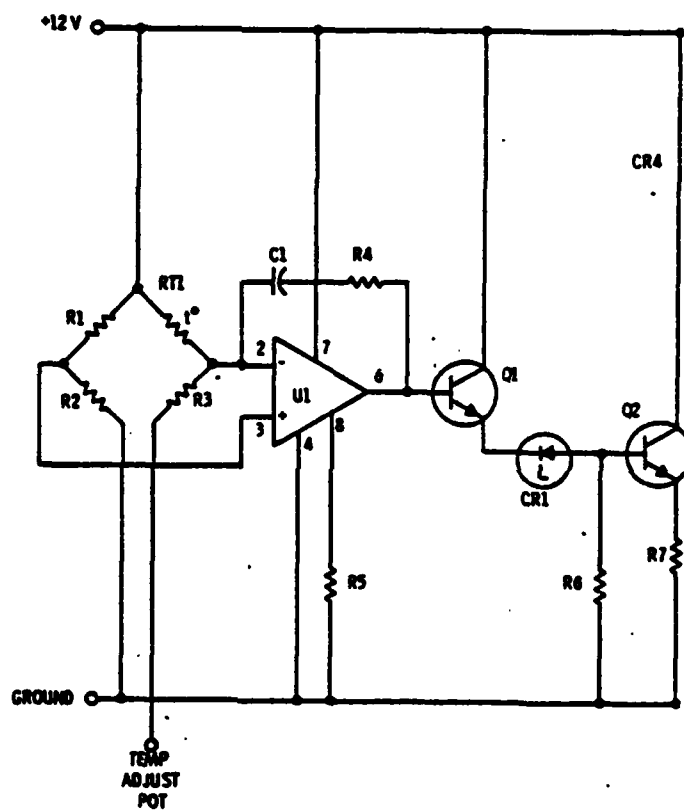 +12 V
CR4
C1
R4
RT1
R1
t°
2
-
7
6
Q1
U1
R2
R3
+
3
8
4
Q2
CR1
R5
R6
R7
GROUND
TEMP
ADJUST
POT